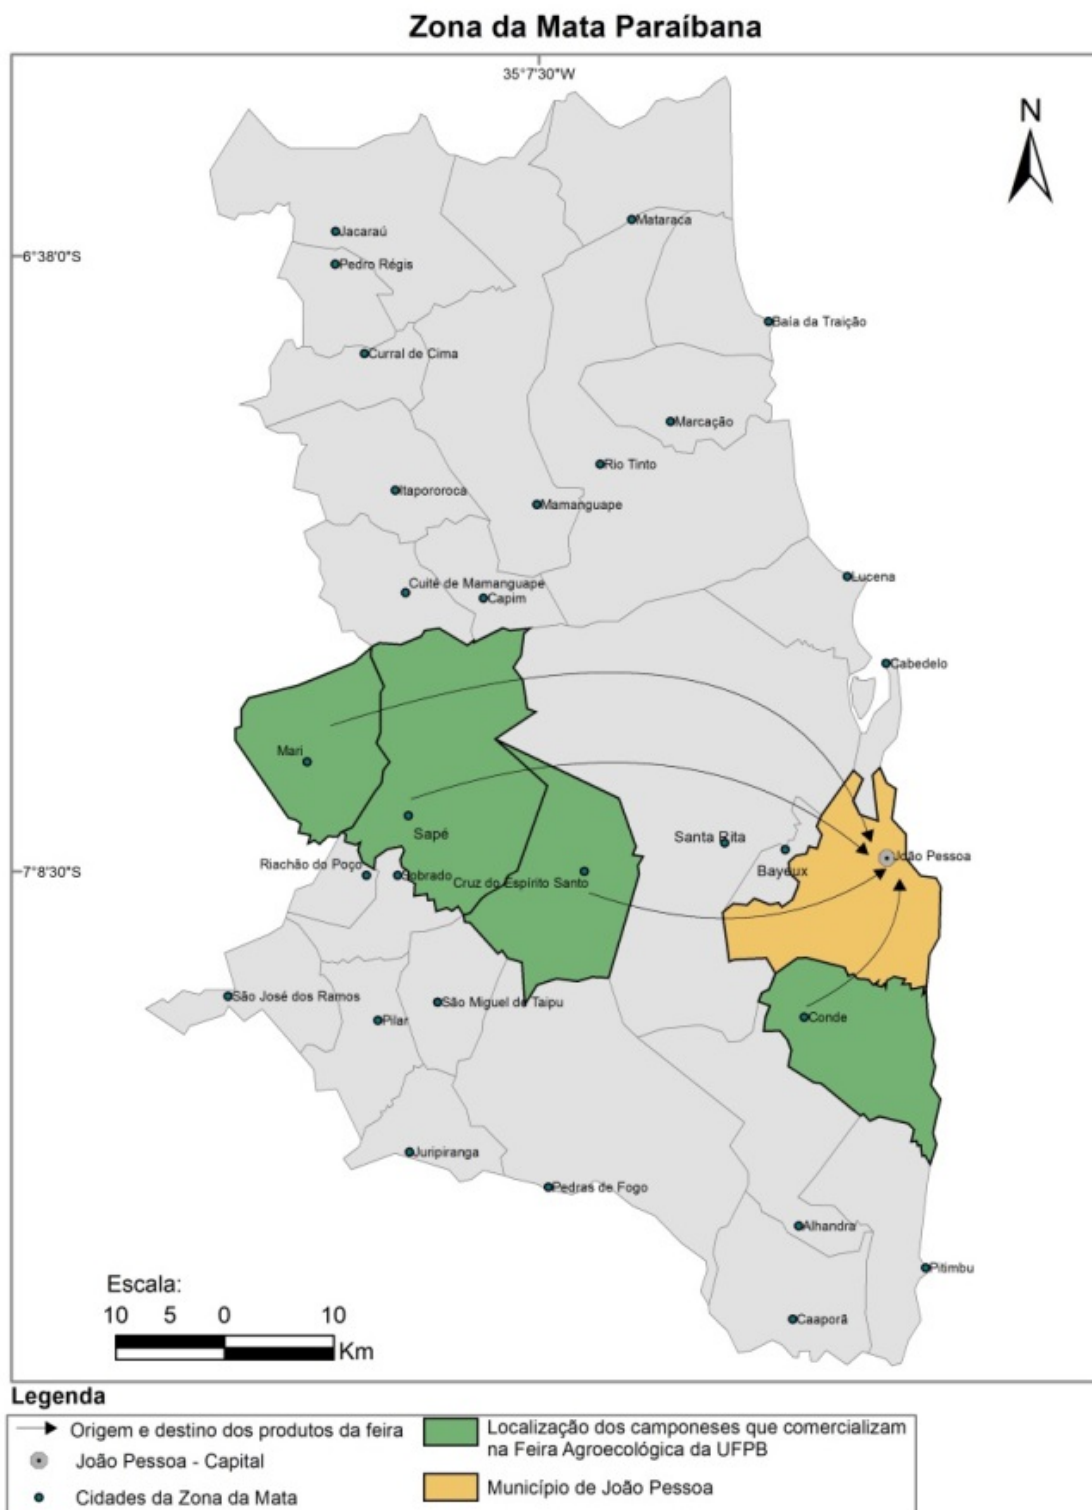 Zona da Mata Paraíbana
35°7'30"W
N
Mataraca
Jacaraú
6°38'0"S
Pedro Régis
Baía da Traição
Curral de Cima
Marcação
Rio Tinto
Itapororoca
Mamanguape
Lucena
Cuité de Mamanguape
Capim
Cabedelo
Mari
Sapé
Santa Rita
João Pessoa
Riachão do Poço
7°8'30"S
Bayeux
Sobrado
Cruz do Espírito Santo
São José dos Ramos
São Miguel de Taipu
Conde
Pilar
Juripiranga
Pedras de Fogo
Alhandra
Pitimbu
Escala:
10 5 0 10
Caaporã
Km
Legenda
Origem e destino dos produtos da feira
João Pessoa - Capital
Cidades da Zona da Mata
Localização dos camponeses que comercializam
na Feira Agroecológica da UFPB
Município de João Pessoa